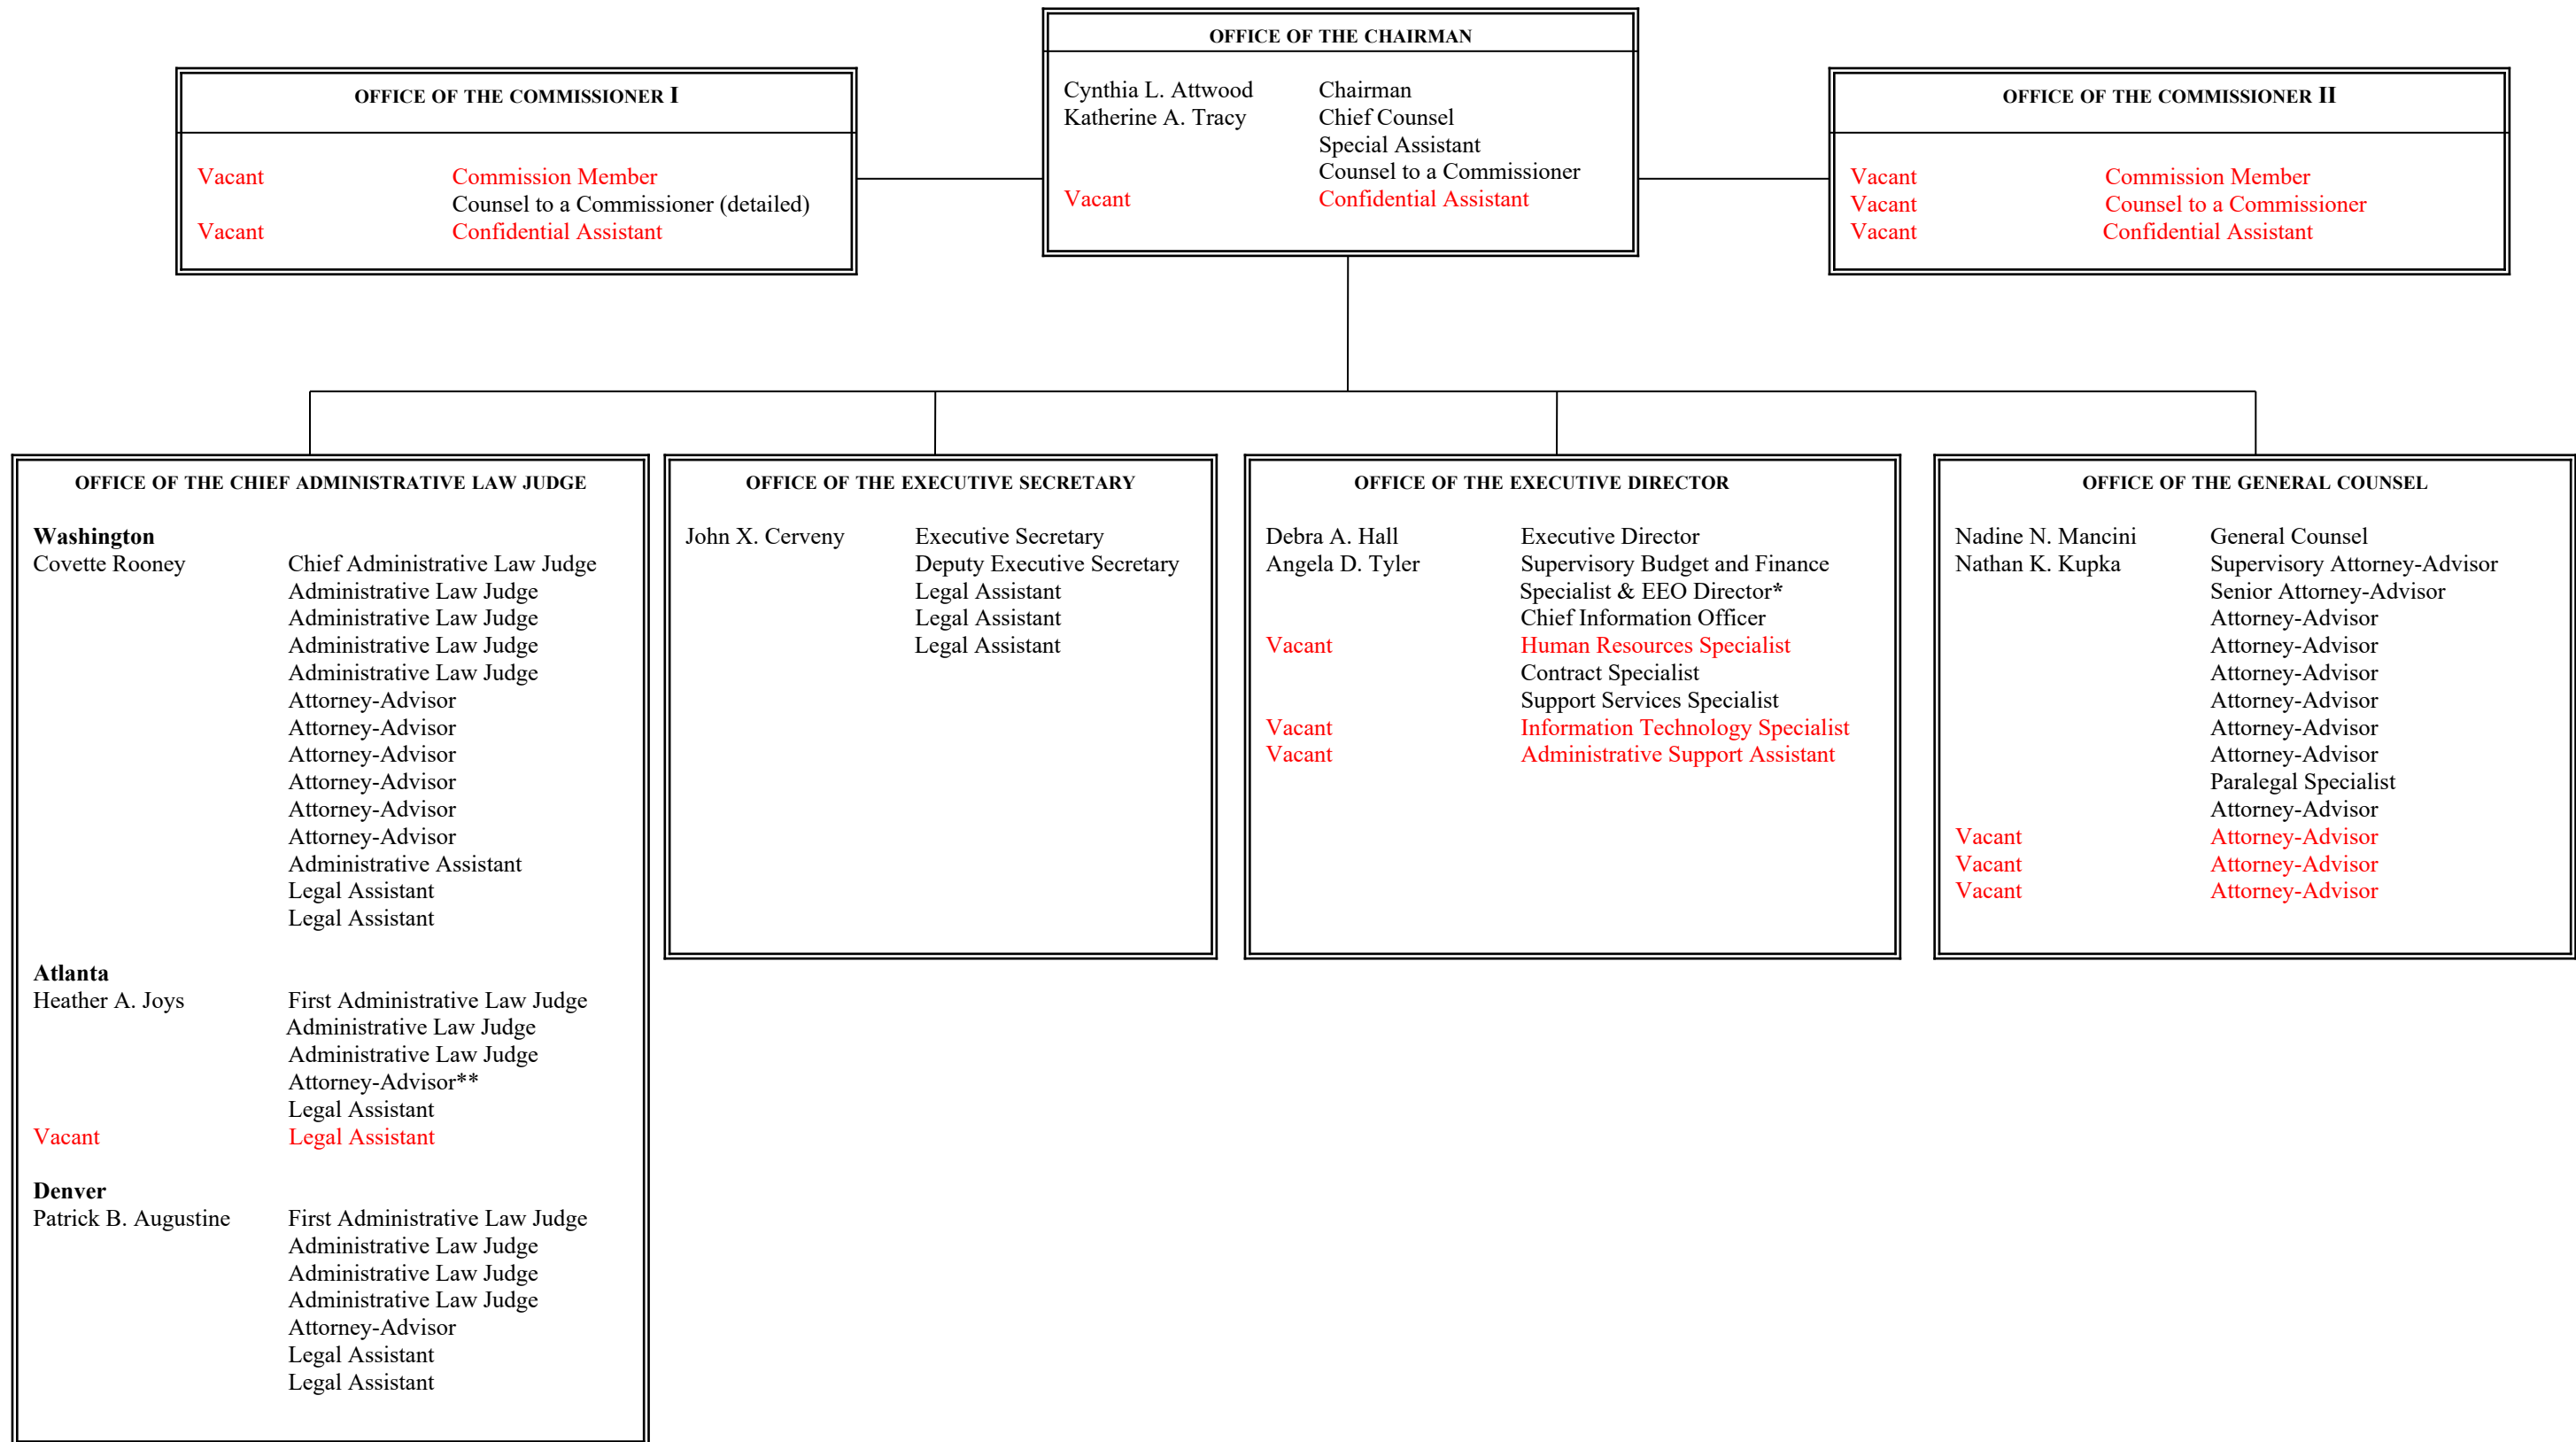 OFFICE OF THE CHAIRMAN
Cynthia L. Attwood Chairman
Katherine A. Tracy Chief Counsel
Special Assistant
Counsel to a Commissioner
Vacant Confidential Assistant
OFFICE OF THE COMMISSIONER I
Vacant Commission Member
Counsel to a Commissioner (detailed)
Vacant Confidential Assistant
OFFICE OF THE COMMISSIONER II
Vacant Commission Member
Vacant Counsel to a Commissioner
Vacant Confidential Assistant
OFFICE OF THE CHIEF ADMINISTRATIVE LAW JUDGE
Washington
Covette Rooney Chief Administrative Law Judge
Administrative Law Judge
Administrative Law Judge
Administrative Law Judge
Administrative Law Judge
Attorney-Advisor
Attorney-Advisor
Attorney-Advisor
Attorney-Advisor
Attorney-Advisor
Attorney-Advisor
Administrative Assistant
Legal Assistant
Legal Assistant
Atlanta
Heather A. Joys First Administrative Law Judge
Administrative Law Judge
Administrative Law Judge
Attorney-Advisor**
Legal Assistant
Vacant Legal Assistant
Denver
Patrick B. Augustine First Administrative Law Judge
Administrative Law Judge
Administrative Law Judge
Administrative Law Judge
Attorney-Advisor
Legal Assistant
Legal Assistant
OFFICE OF THE EXECUTIVE SECRETARY
John X. Cerveny Executive Secretary
Deputy Executive Secretary
Legal Assistant
Legal Assistant
Legal Assistant
OFFICE OF THE EXECUTIVE DIRECTOR
Debra A. Hall Executive Director
Angela D. Tyler Supervisory Budget and Finance
Specialist & EEO Director*
Chief Information Officer
Vacant Human Resources Specialist
Contract Specialist
Support Services Specialist
Vacant Information Technology Specialist
Vacant Administrative Support Assistant
OFFICE OF THE GENERAL COUNSEL
Nadine N. Mancini General Counsel
Nathan K. Kupka Supervisory Attorney-Advisor
Senior Attorney-Advisor
Attorney-Advisor
Attorney-Advisor
Attorney-Advisor
Attorney-Advisor
Attorney-Advisor
Attorney-Advisor
Paralegal Specialist
Attorney-Advisor
Vacant Attorney-Advisor
Vacant Attorney-Advisor
Vacant Attorney-Advisor